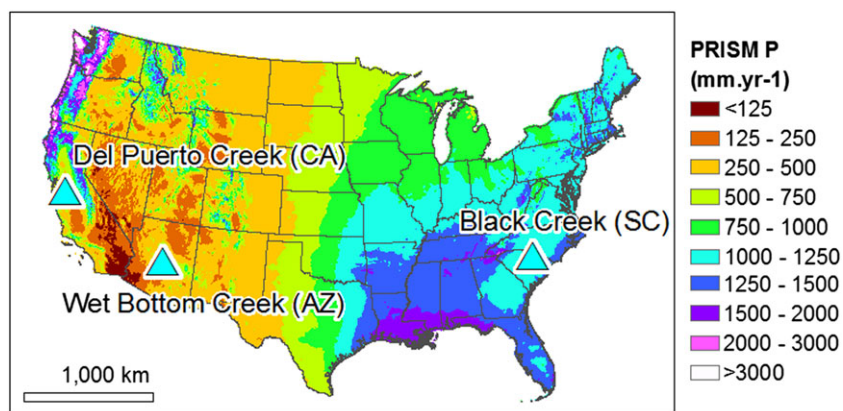 Del Puerto Creek (CA)
Black Creek (SC)
Wet Bottom Creek (AZ)
1,000 km
PRISM P
(mm.yr-1)
<125
125 - 250
250 - 500
500 - 750
750 - 1000
1000 - 1250
1250 - 1500
1500 - 2000
2000 - 3000
>3000